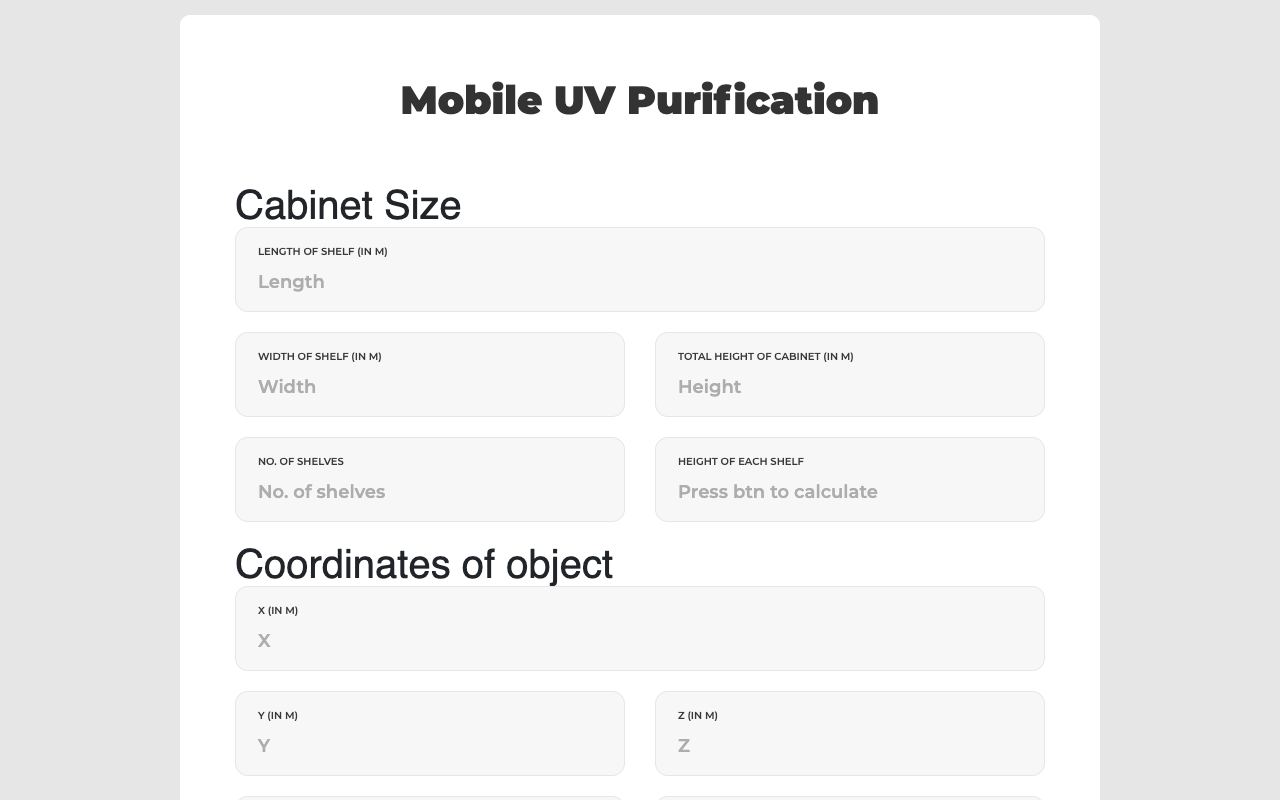 Mobile UV Purification
Cabinet Size
LENGTH OF SHELF (IN M)
Length
WIDTH OF SHELF (IN M)
Width
TOTAL HEIGHT OF CABINET (IN M)
Height
NO. OF SHELVES
No. of shelves
HEIGHT OF EACH SHELF
Press btn to calculate
Coordinates of object
X (IN M)
X
Y (IN M)
Y
Z (IN M)
Z